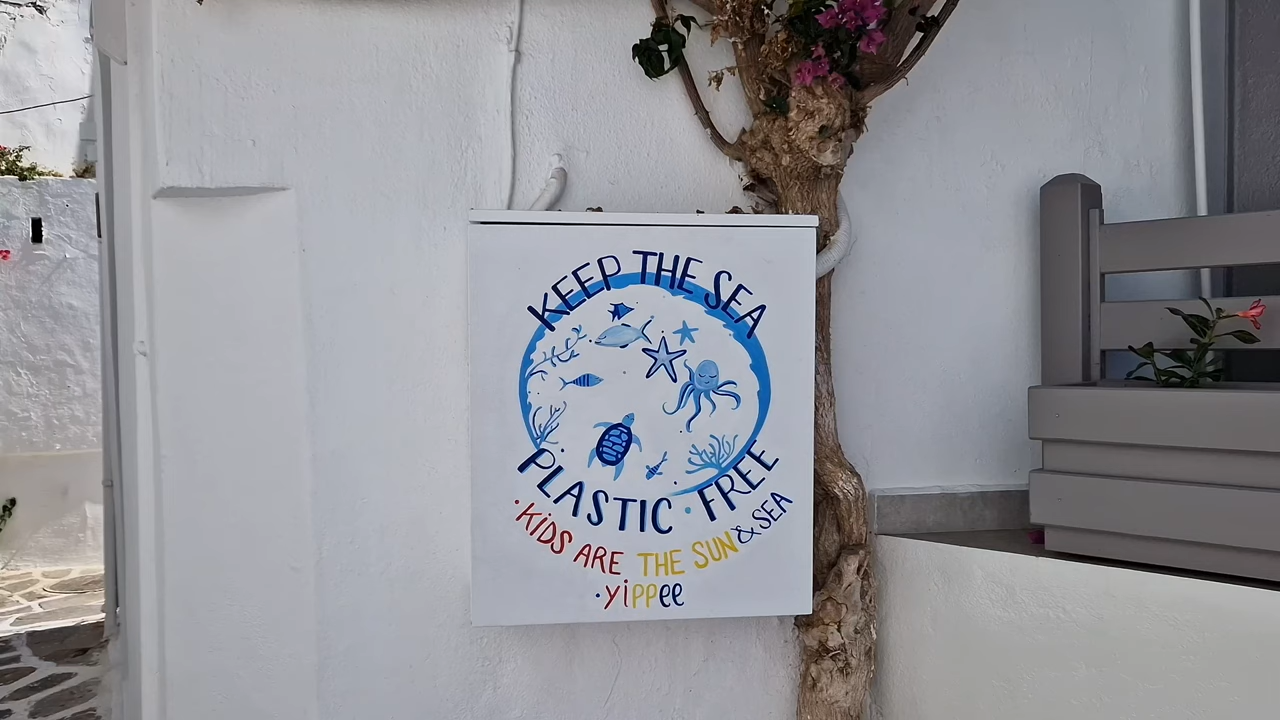 KEEP THE SEA
PLASTIC • FREE
• KiDS ARE THE SUN & SEA
• yippee